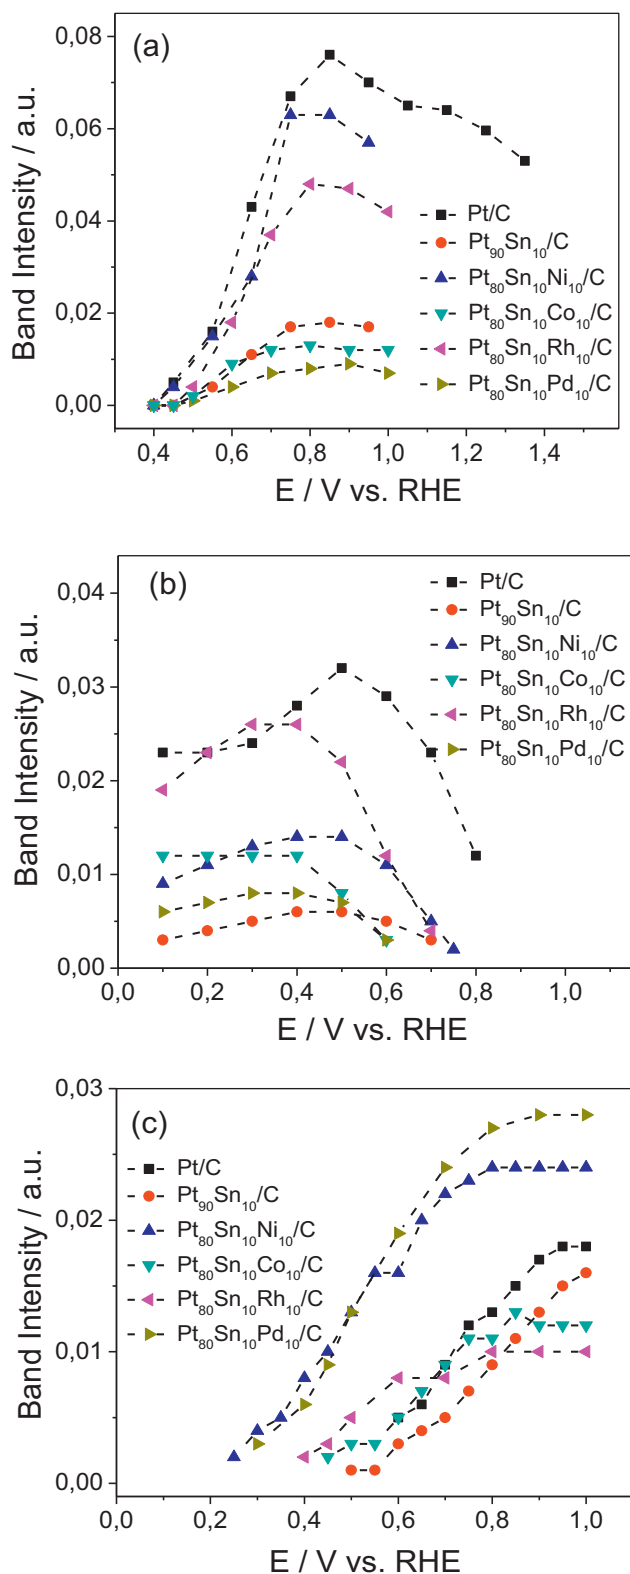 (a)
0,08
0,06
0,04
0,02
0,00
Band Intensity / a.u.
Pt/C
Pt₉₀Sn₁₀/C
Pt₈₀Sn₁₀Ni₁₀/C
Pt₈₀Sn₁₀Co₁₀/C
Pt₈₀Sn₁₀Rh₁₀/C
Pt₈₀Sn₁₀Pd₁₀/C
0,4 0,6 0,8 1,0 1,2 1,4
E / V vs. RHE
(b)
0,04
0,03
0,02
0,01
0,00
Band Intensity / a.u.
Pt/C
Pt₉₀Sn₁₀/C
Pt₈₀Sn₁₀Ni₁₀/C
Pt₈₀Sn₁₀Co₁₀/C
Pt₈₀Sn₁₀Rh₁₀/C
Pt₈₀Sn₁₀Pd₁₀/C
0,0 0,2 0,4 0,6 0,8 1,0
E / V vs. RHE
(c)
0,03
0,02
0,01
0,00
Band Intensity / a.u.
Pt/C
Pt₉₀Sn₁₀/C
Pt₈₀Sn₁₀Ni₁₀/C
Pt₈₀Sn₁₀Co₁₀/C
Pt₈₀Sn₁₀Rh₁₀/C
Pt₈₀Sn₁₀Pd₁₀/C
0,0 0,2 0,4 0,6 0,8 1,0
E / V vs. RHE